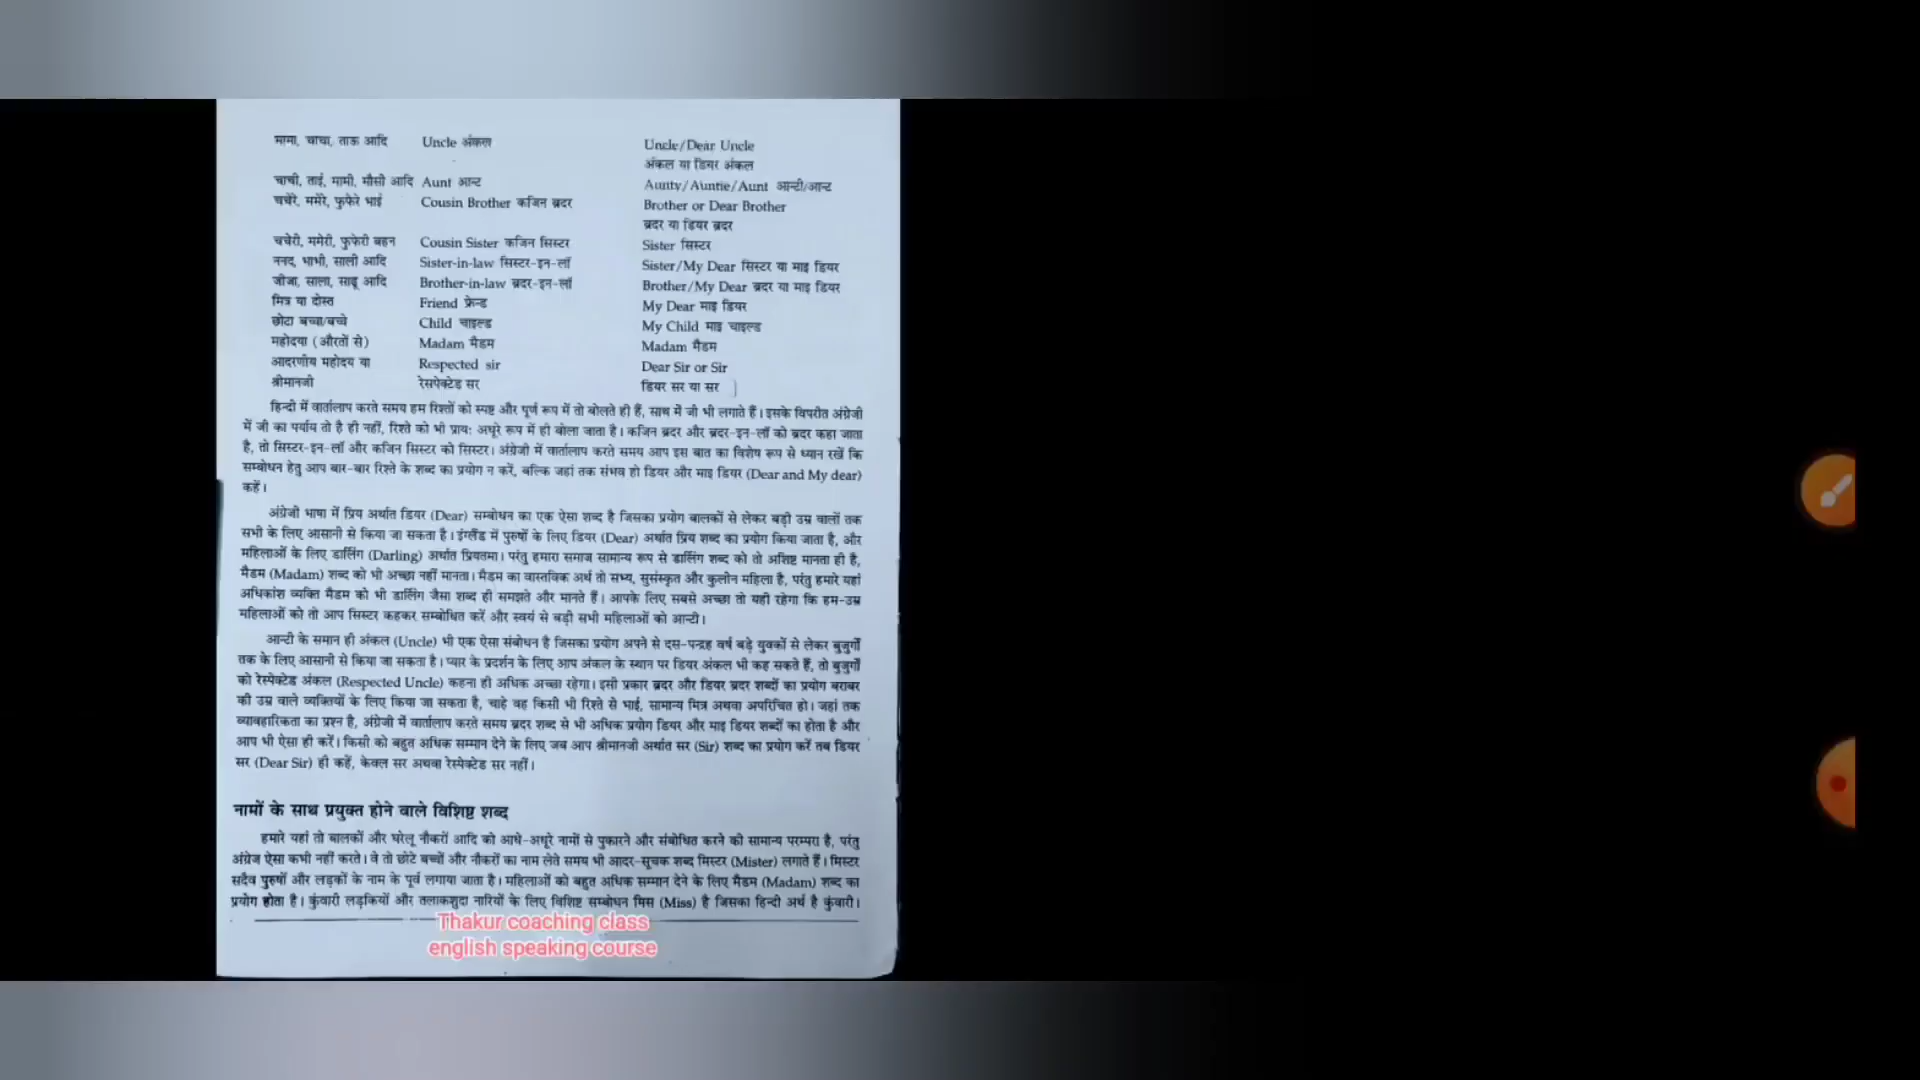 मामा, चाचा, ताऊ आदि Uncle अंकल Uncle/Dear Uncle
अंकल या डियर अंकल
चाची, ताई, मामी, मौसी आदि Aunt आन्ट Aunty/Auntie/Aunt आन्टी/आन्ट
चचेरे, ममेरे, फुफेरे भाई Cousin Brother कजिन ब्रदर Brother or Dear Brother
ब्रदर या डियर ब्रदर
चचेरी, ममेरी, फुफेरी बहन Cousin Sister कजिन सिस्टर Sister सिस्टर
ननद, भाभी, साली आदि Sister-in-law सिस्टर-इन-लॉ Sister/My Dear सिस्टर या माइ डियर
जीजा, साला, साढू आदि Brother-in-law ब्रदर-इन-लॉ Brother/My Dear ब्रदर या माइ डियर
मित्र या दोस्त Friend फ्रेन्ड My Dear माइ डियर
छोटा बच्चा/बच्चे Child चाइल्ड My Child माइ चाइल्ड
महोदया (औरतों से) Madam मैडम Madam मैडम
आदरणीय महोदय या Respected sir Dear Sir or Sir
श्रीमानजी रेसपेक्टेड सर डियर सर या सर
हिन्दी में वार्तालाप करते समय हम रिश्तों को स्पष्ट और पूर्ण रूप में तो बोलते ही हैं, साथ में जी भी लगाते हैं। इसके विपरीत अंग्रेजी
में जी का पर्याय तो है ही नहीं, रिश्ते को भी प्रायः अधूरे रूप में ही बोला जाता है। कजिन ब्रदर और ब्रदर-इन-लॉ को ब्रदर कहा जाता
है, तो सिस्टर-इन-लॉ और कजिन सिस्टर को सिस्टर। अंग्रेजी में वार्तालाप करते समय आप इस बात का विशेष रूप से ध्यान रखें कि
सम्बोधन हेतु आप बार-बार रिश्ते के शब्द का प्रयोग न करें, बल्कि जहां तक संभव हो डियर और माइ डियर (Dear and My dear)
कहें।
अंग्रेजी भाषा में प्रिय अर्थात डियर (Dear) सम्बोधन का एक ऐसा शब्द है जिसका प्रयोग बालकों से लेकर बड़ी उम्र वालों तक
सभी के लिए आसानी से किया जा सकता है। इंग्लैंड में पुरुषों के लिए डियर (Dear) अर्थात प्रिय शब्द का प्रयोग किया जाता है, और
महिलाओं के लिए डार्लिंग (Darling) अर्थात प्रियतमा। परंतु हमारा समाज सामान्य रूप से डार्लिंग शब्द को तो अशिष्ट मानता ही है,
मैडम (Madam) शब्द को भी अच्छा नहीं मानता। मैडम का वास्तविक अर्थ तो सभ्य, सुसंस्कृत और कुलीन महिला है, परंतु हमारे यहां
अधिकांश व्यक्ति मैडम को भी डार्लिंग जैसा शब्द ही समझते और मानते हैं। आपके लिए सबसे अच्छा तो यही रहेगा कि हम-उम्र
महिलाओं को तो आप सिस्टर कहकर सम्बोधित करें और स्वयं से बड़ी सभी महिलाओं को आन्टी।
आन्टी के समान ही अंकल (Uncle) भी एक ऐसा संबोधन है जिसका प्रयोग अपने से दस-पन्द्रह वर्ष बड़े युवकों से लेकर बुजुर्गों
तक के लिए आसानी से किया जा सकता है। प्यार के प्रदर्शन के लिए आप अंकल के स्थान पर डियर अंकल भी कह सकते हैं, तो बुजुर्गों
को रेस्पेक्टेड अंकल (Respected Uncle) कहना ही अधिक अच्छा रहेगा। इसी प्रकार ब्रदर और डियर ब्रदर शब्दों का प्रयोग बराबर
की उम्र वाले व्यक्तियों के लिए किया जा सकता है, चाहे वह किसी भी रिश्ते से भाई, सामान्य मित्र अथवा अपरिचित हो। जहां तक
व्यावहारिकता का प्रश्न है, अंग्रेजी में वार्तालाप करते समय ब्रदर शब्द से भी अधिक प्रयोग डियर और माइ डियर शब्दों का होता है और
आप भी ऐसा ही करें। किसी को बहुत अधिक सम्मान देने के लिए जब आप श्रीमानजी अर्थात सर (Sir) शब्द का प्रयोग करें तब डियर
सर (Dear Sir) ही कहें, केवल सर अथवा रेस्पेक्टेड सर नहीं।
नामों के साथ प्रयुक्त होने वाले विशिष्ट शब्द
हमारे यहां तो बालकों और घरेलू नौकरों आदि को आधे-अधूरे नामों से पुकारने और संबोधित करने की सामान्य परम्परा है, परंतु
अंग्रेज ऐसा कभी नहीं करते। वे तो छोटे बच्चों और नौकरों का नाम लेते समय भी आदर-सूचक शब्द मिस्टर (Mister) लगाते हैं। मिस्टर
सदैव पुरुषों और लड़कों के नाम के पूर्व लगाया जाता है। महिलाओं को बहुत अधिक सम्मान देने के लिए मैडम (Madam) शब्द का
प्रयोग होता है। कुंवारी लड़कियों और तलाकशुदा नारियों के लिए विशिष्ट सम्बोधन मिस (Miss) है जिसका हिन्दी अर्थ है कुंवारी।
Thakur coaching class
english speaking course